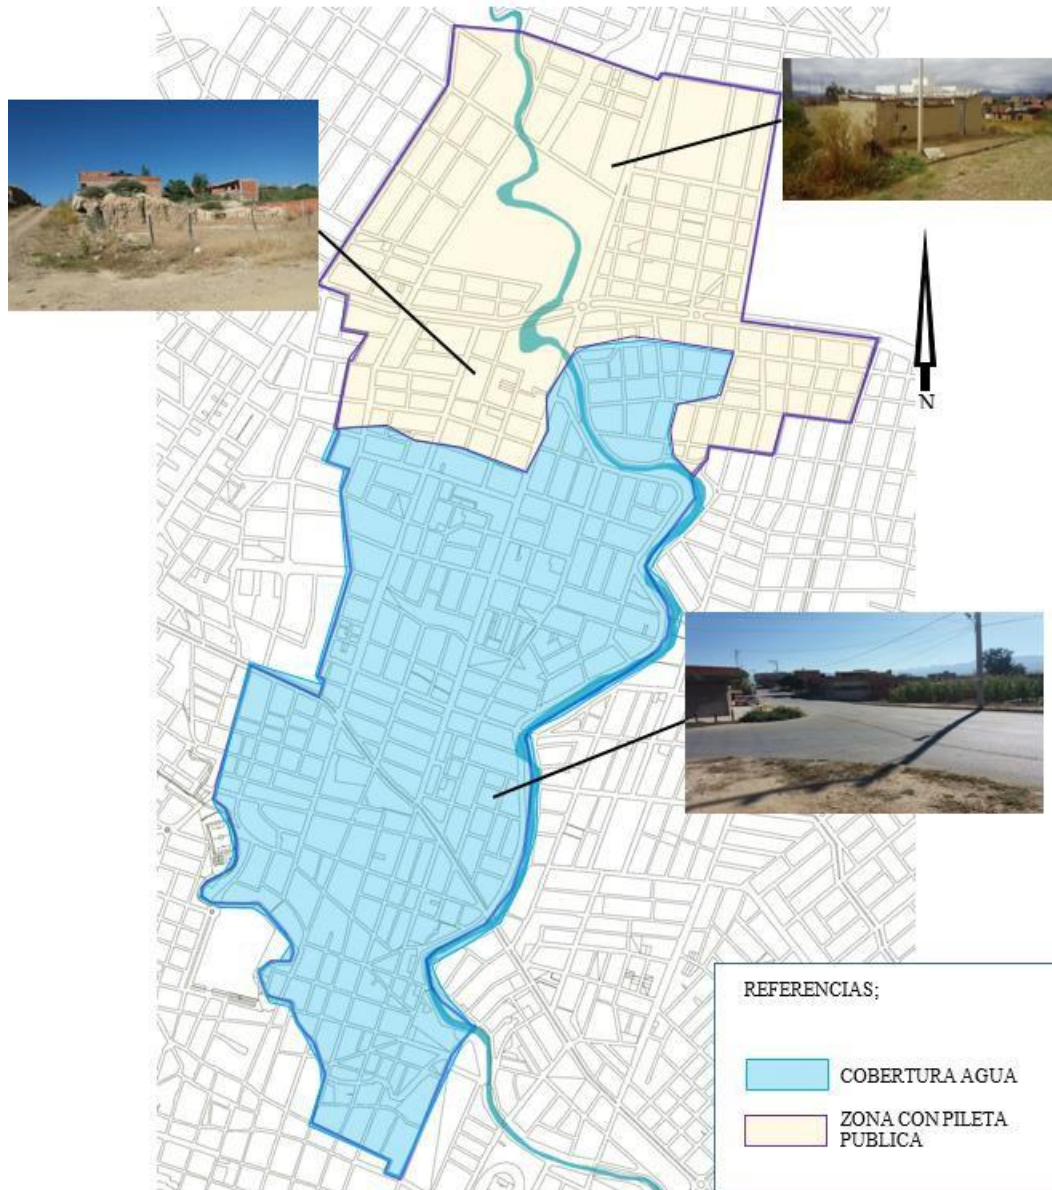 N
REFERENCIAS;
COBERTURA AGUA
ZONA CON PILETA
PUBLICA